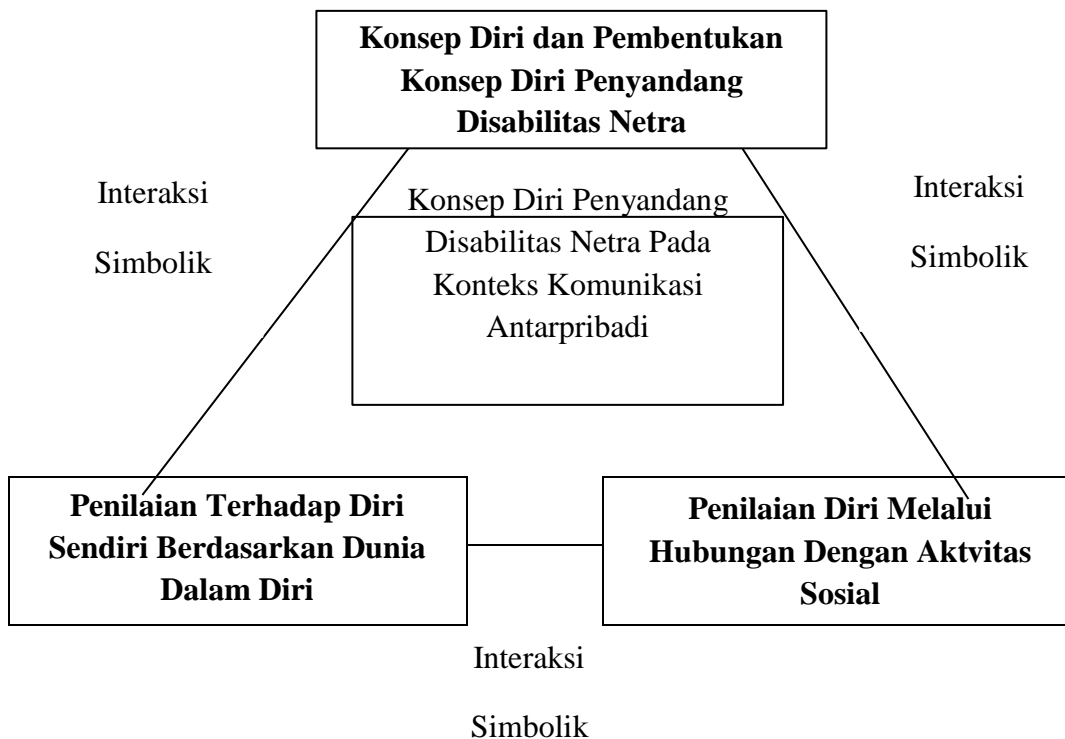 Konsep Diri dan Pembentukan
Konsep Diri Penyandang
Disabilitas Netra
Interaksi
Simbolik
Konsep Diri Penyandang
Disabilitas Netra Pada
Konteks Komunikasi
Antarpribadi
Interaksi
Simbolik
Penilaian Terhadap Diri
Sendiri Berdasarkan Dunia
Dalam Diri
Penilaian Diri Melalui
Hubungan Dengan Aktvitas
Sosial
Interaksi
Simbolik